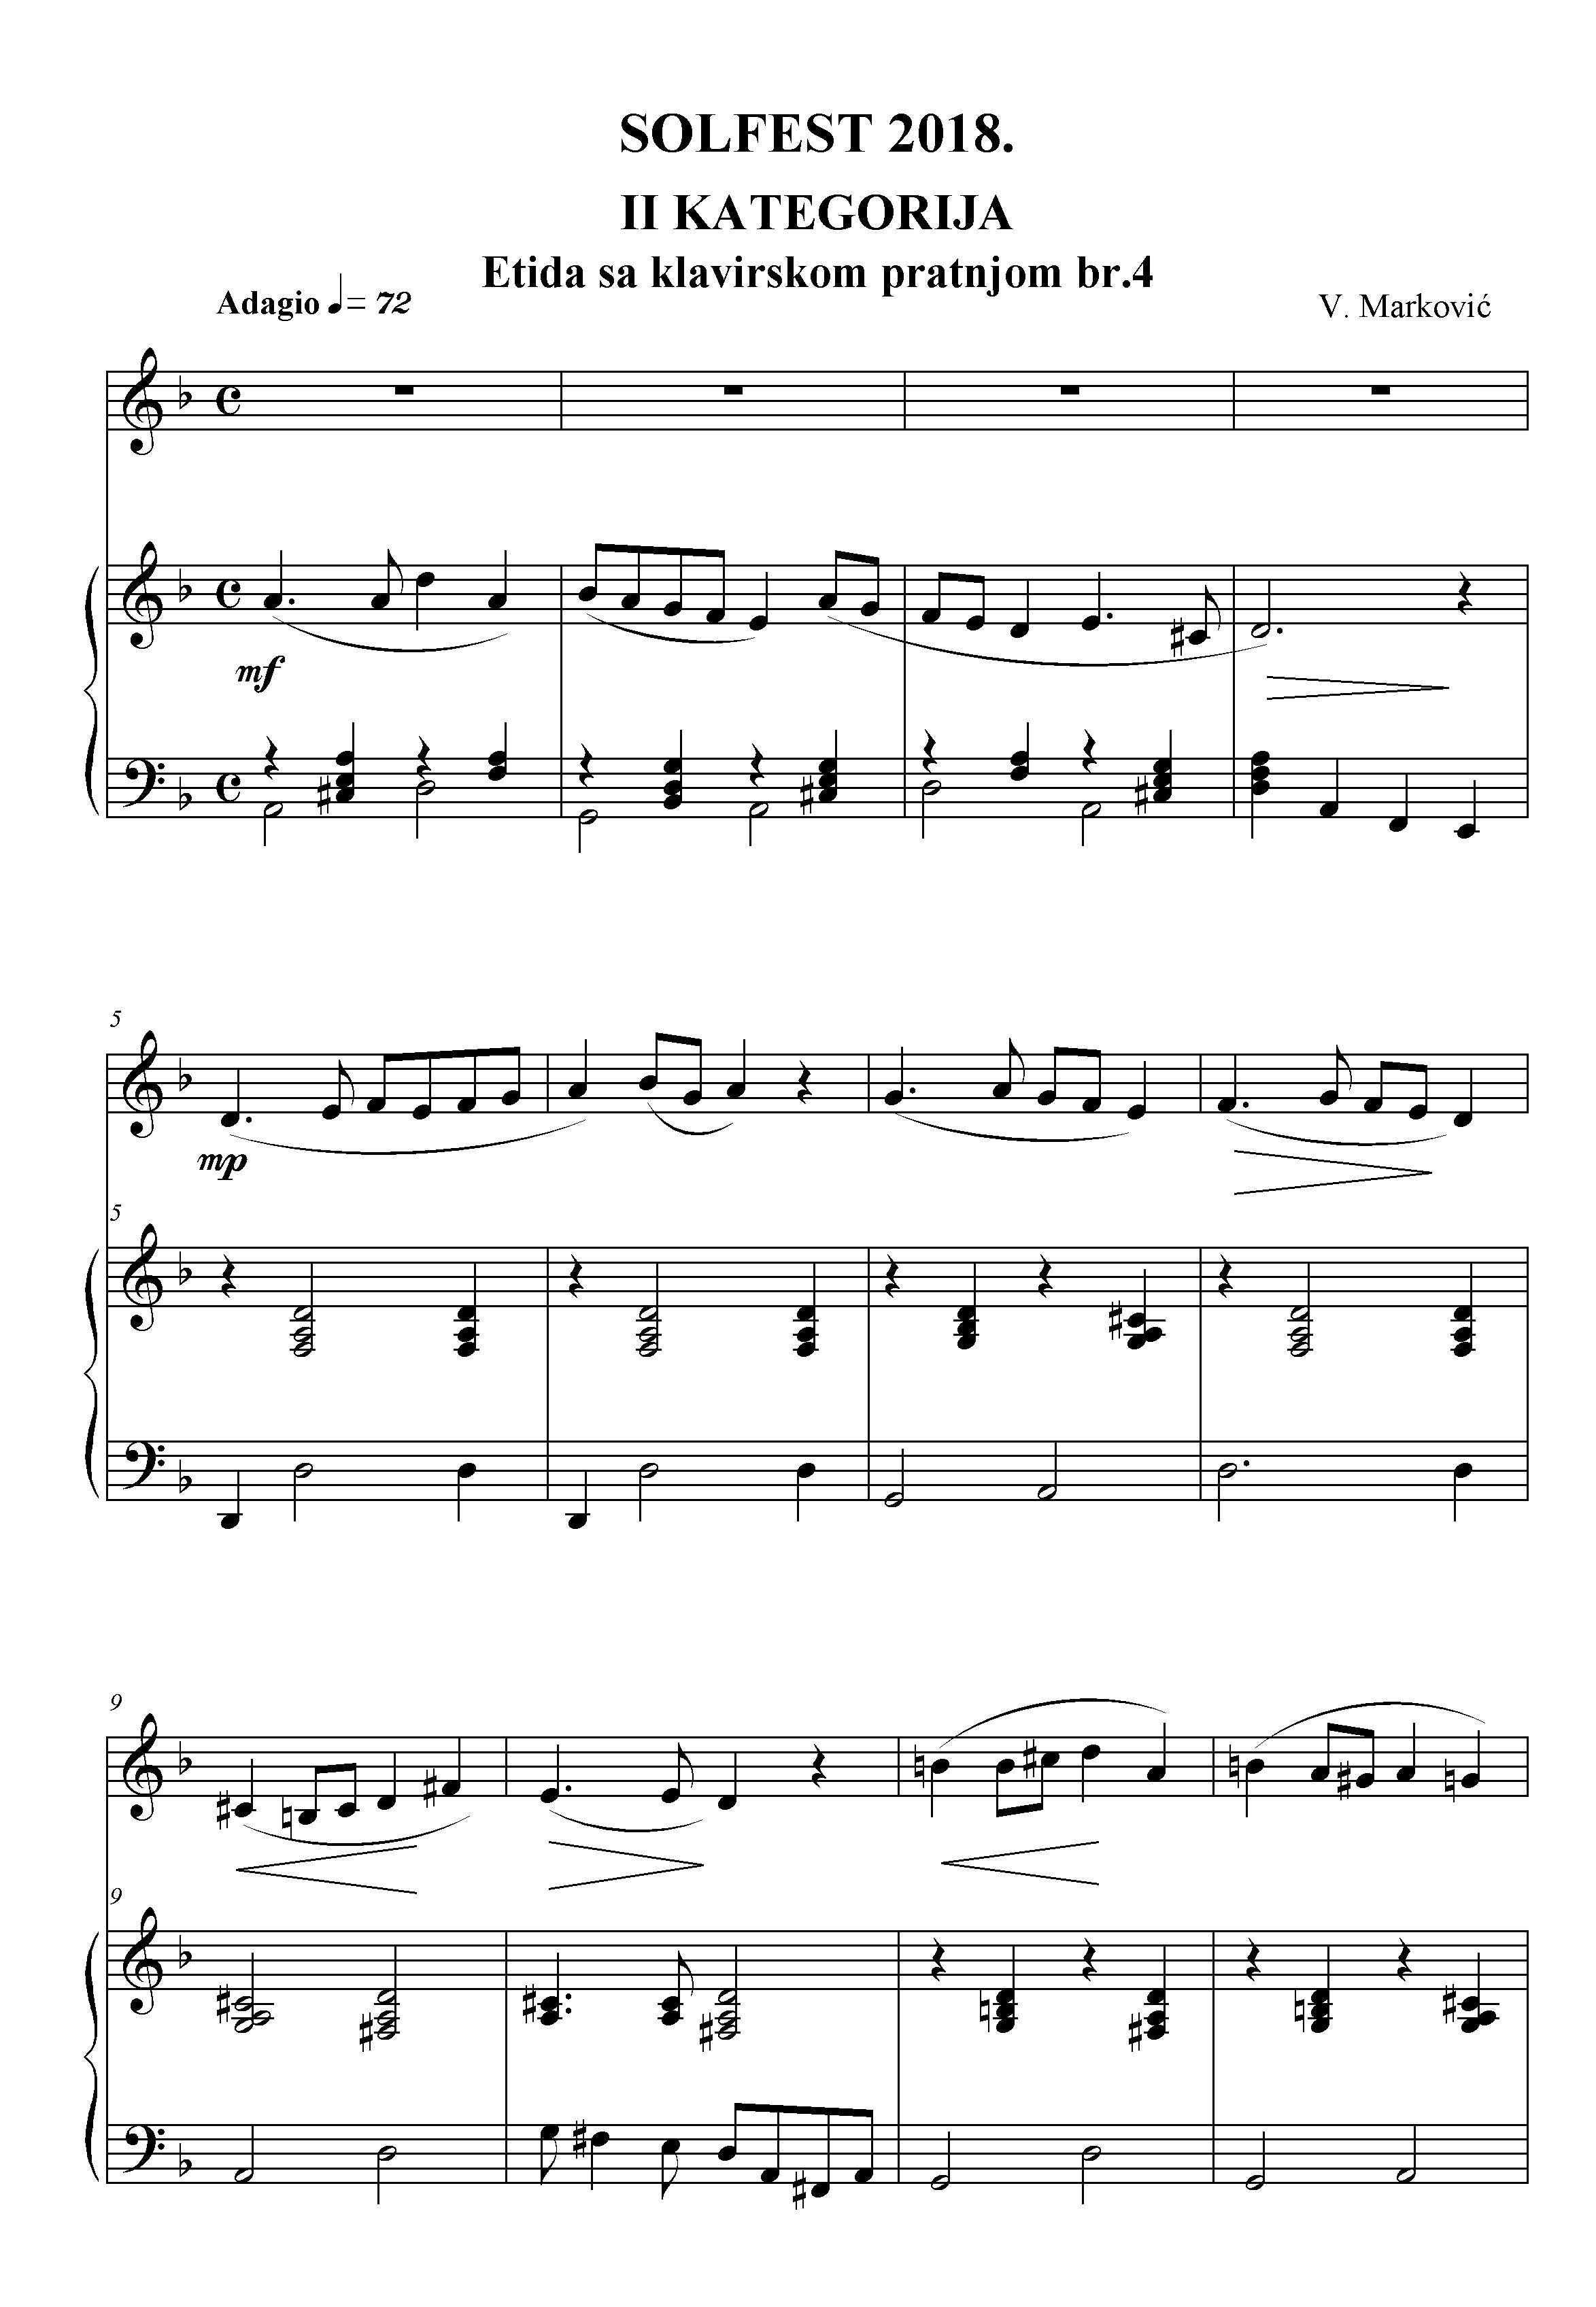 SOLFEST 2018.
II KATEGORIJA
Etida sa klavirskom pratnjom br.4
Adagio ♩= 72
V. Marković
mf
5
mp
5
9
9